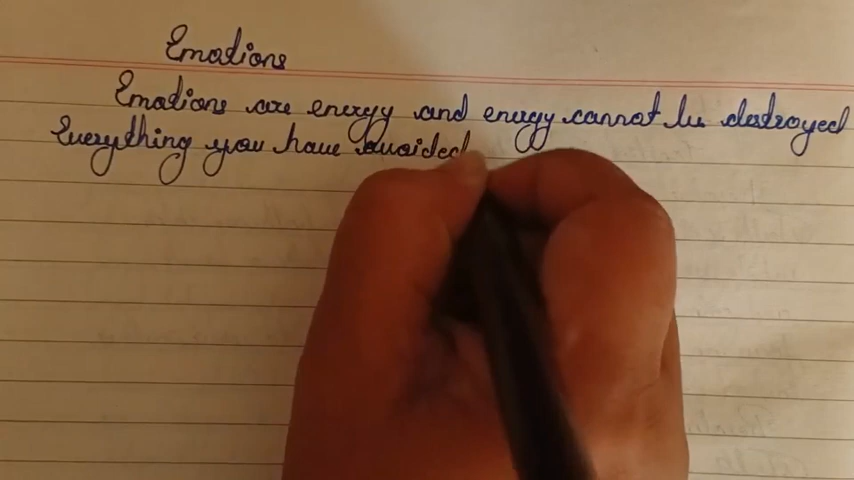 Emotions
Emotions are energy and energy cannot be destroyed
Everything you have avoided